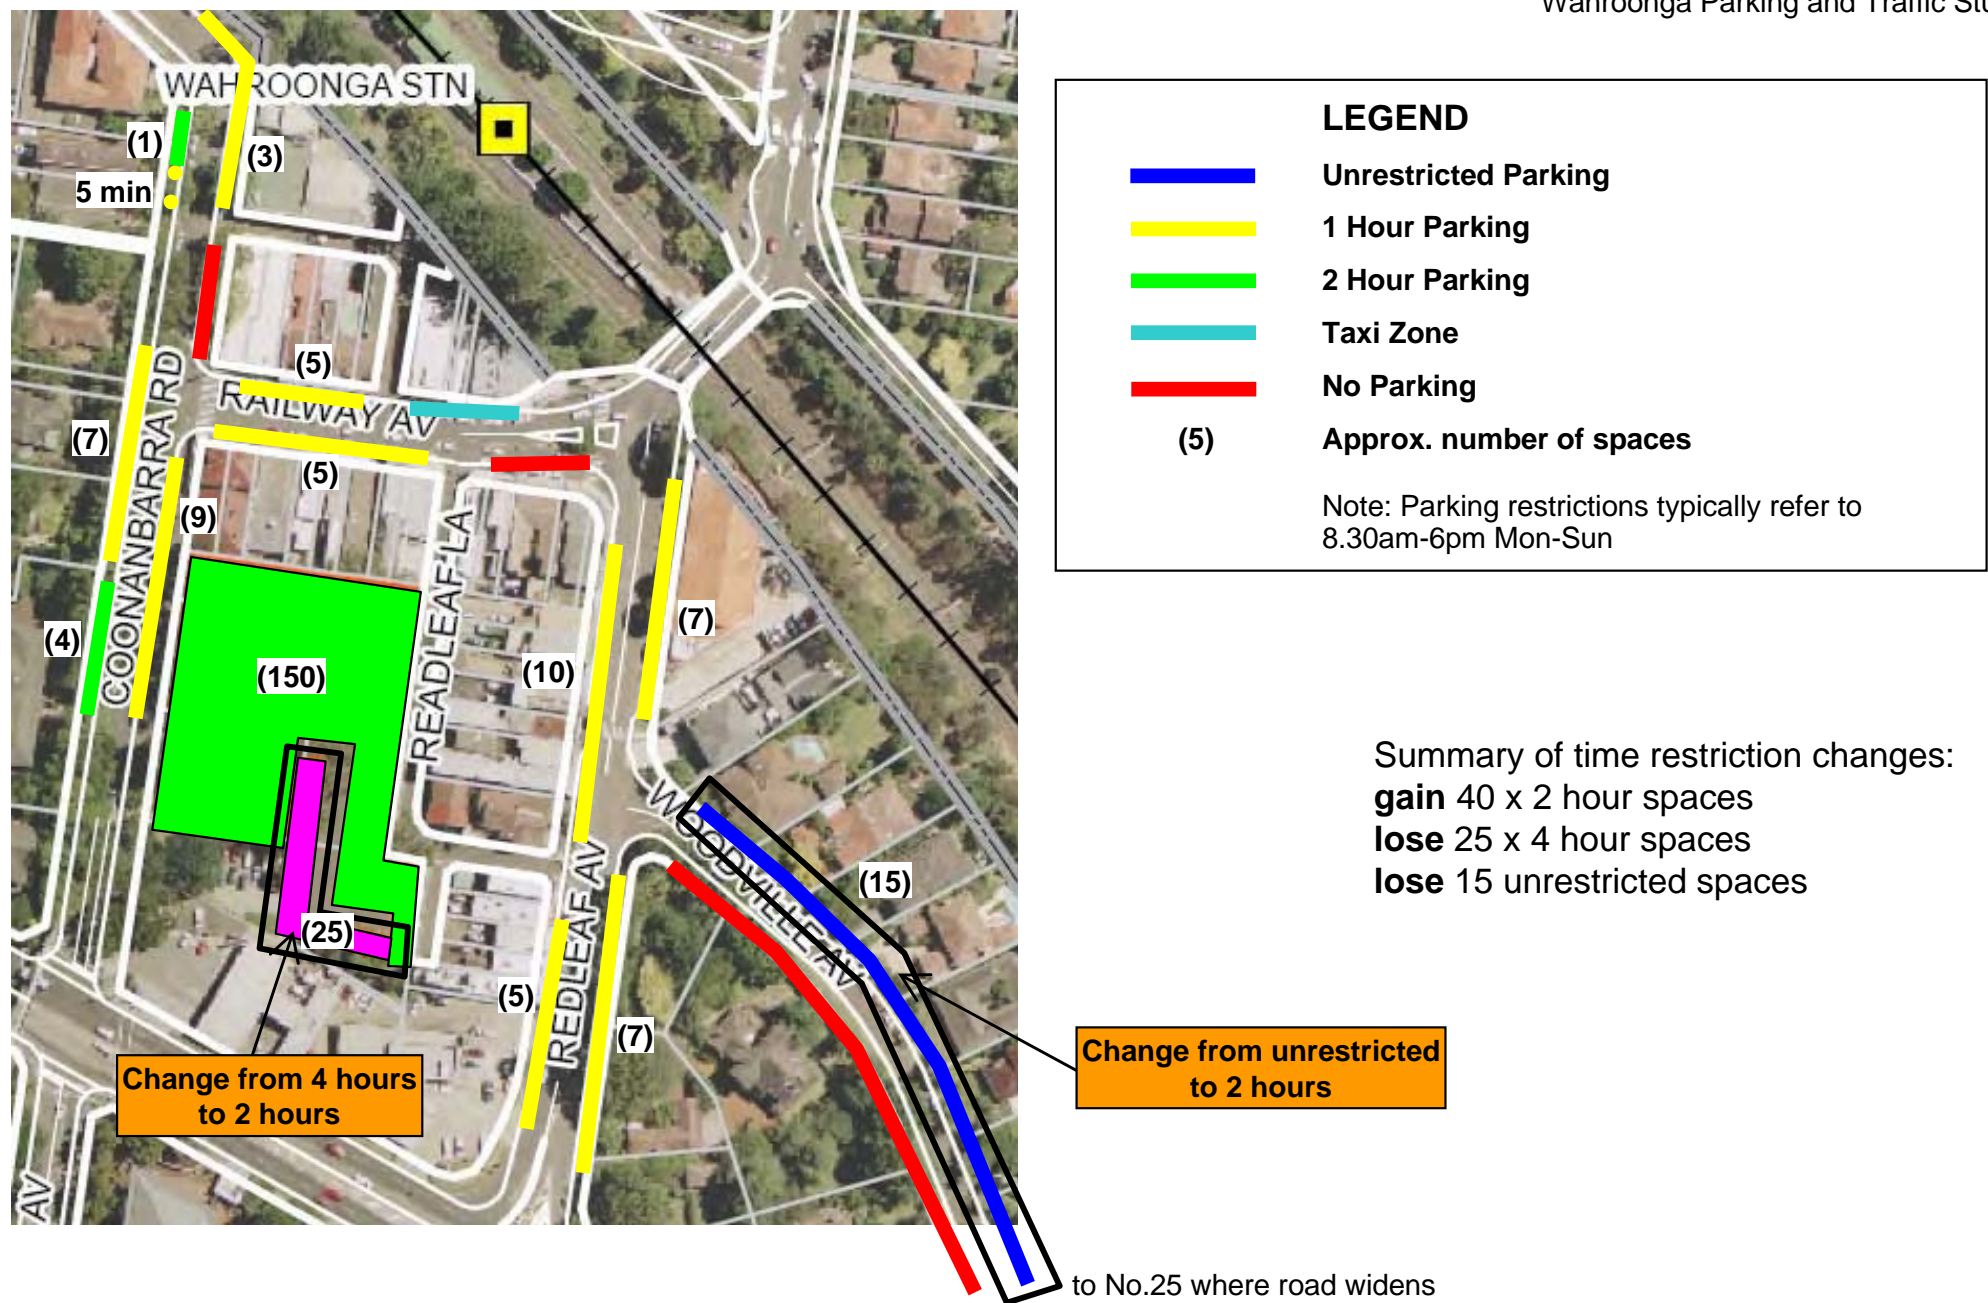 Wahroonga Parking and Traffic Stu
WAHROONGA STN
(1)
(3)
5 min
(5)
RAILWAY AV
(7)
(5)
COONANBARRA RD
(9)
READLEAF LA
(4)
(150)
(10)
(7)
WOODVILLE AV
(15)
(25)
REDLEAF AV
(5)
(7)
Change from 4 hours
to 2 hours
Change from unrestricted
to 2 hours
AV
to No.25 where road widens
LEGEND
Unrestricted Parking
1 Hour Parking
2 Hour Parking
Taxi Zone
No Parking
(5) Approx. number of spaces
Note: Parking restrictions typically refer to
8.30am-6pm Mon-Sun
Summary of time restriction changes:
gain 40 x 2 hour spaces
lose 25 x 4 hour spaces
lose 15 unrestricted spaces